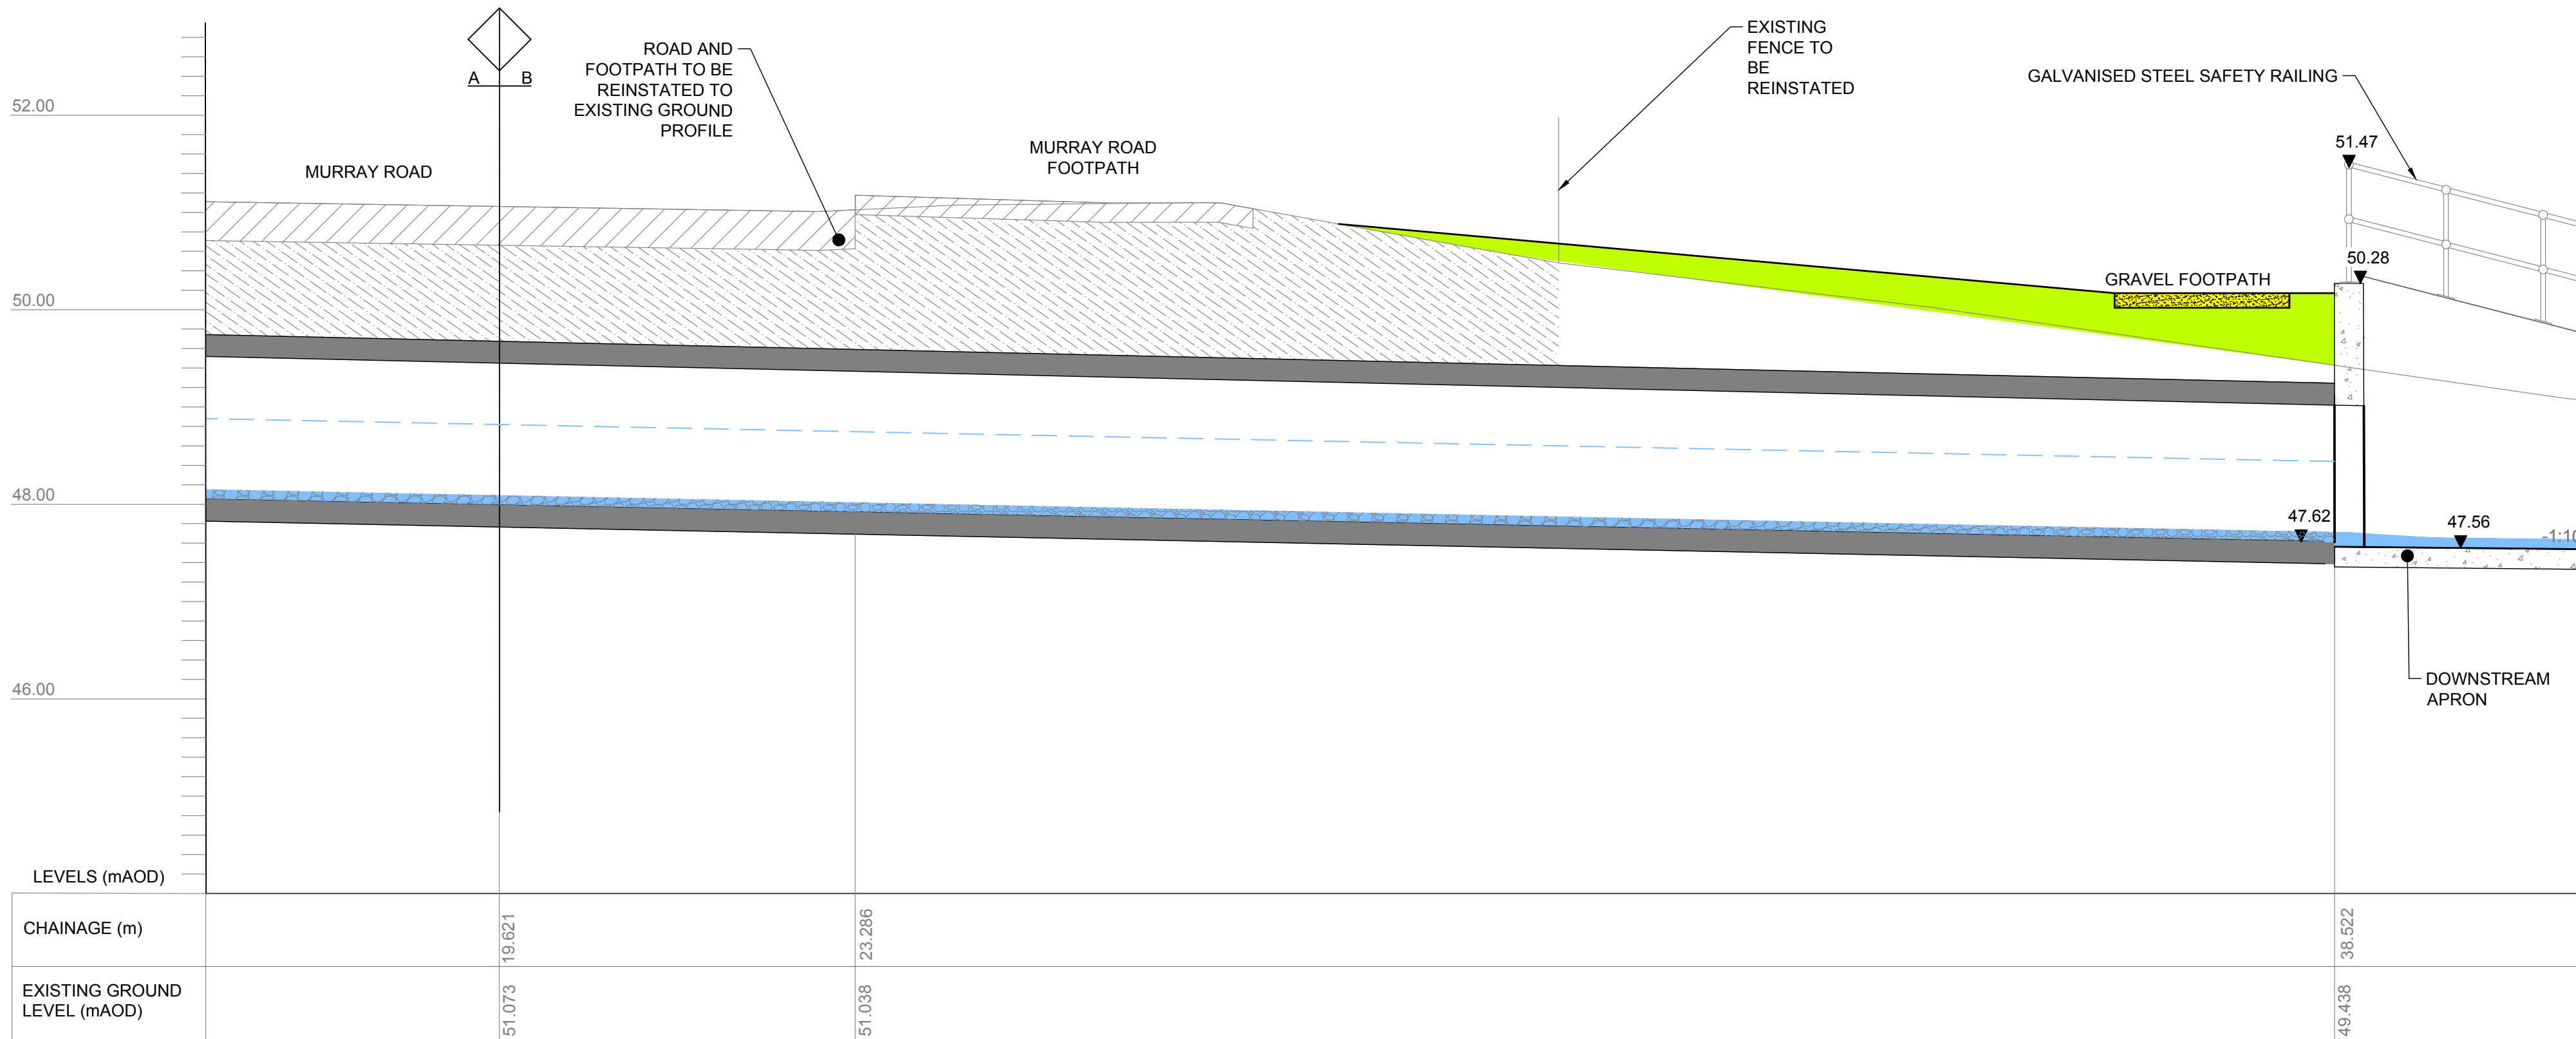 A B
ROAD AND
FOOTPATH TO BE
REINSTATED TO
EXISTING GROUND
PROFILE
EXISTING
FENCE TO
BE
REINSTATED
GALVANISED STEEL SAFETY RAILING
52.00
MURRAY ROAD
MURRAY ROAD
FOOTPATH
51.47
50.28
GRAVEL FOOTPATH
50.00
48.00
47.62
47.56
-1:10
46.00
DOWNSTREAM
APRON
LEVELS (mAOD)
CHAINAGE (m)
19.621
23.286
38.522
EXISTING GROUND
LEVEL (mAOD)
51.073
51.038
49.438